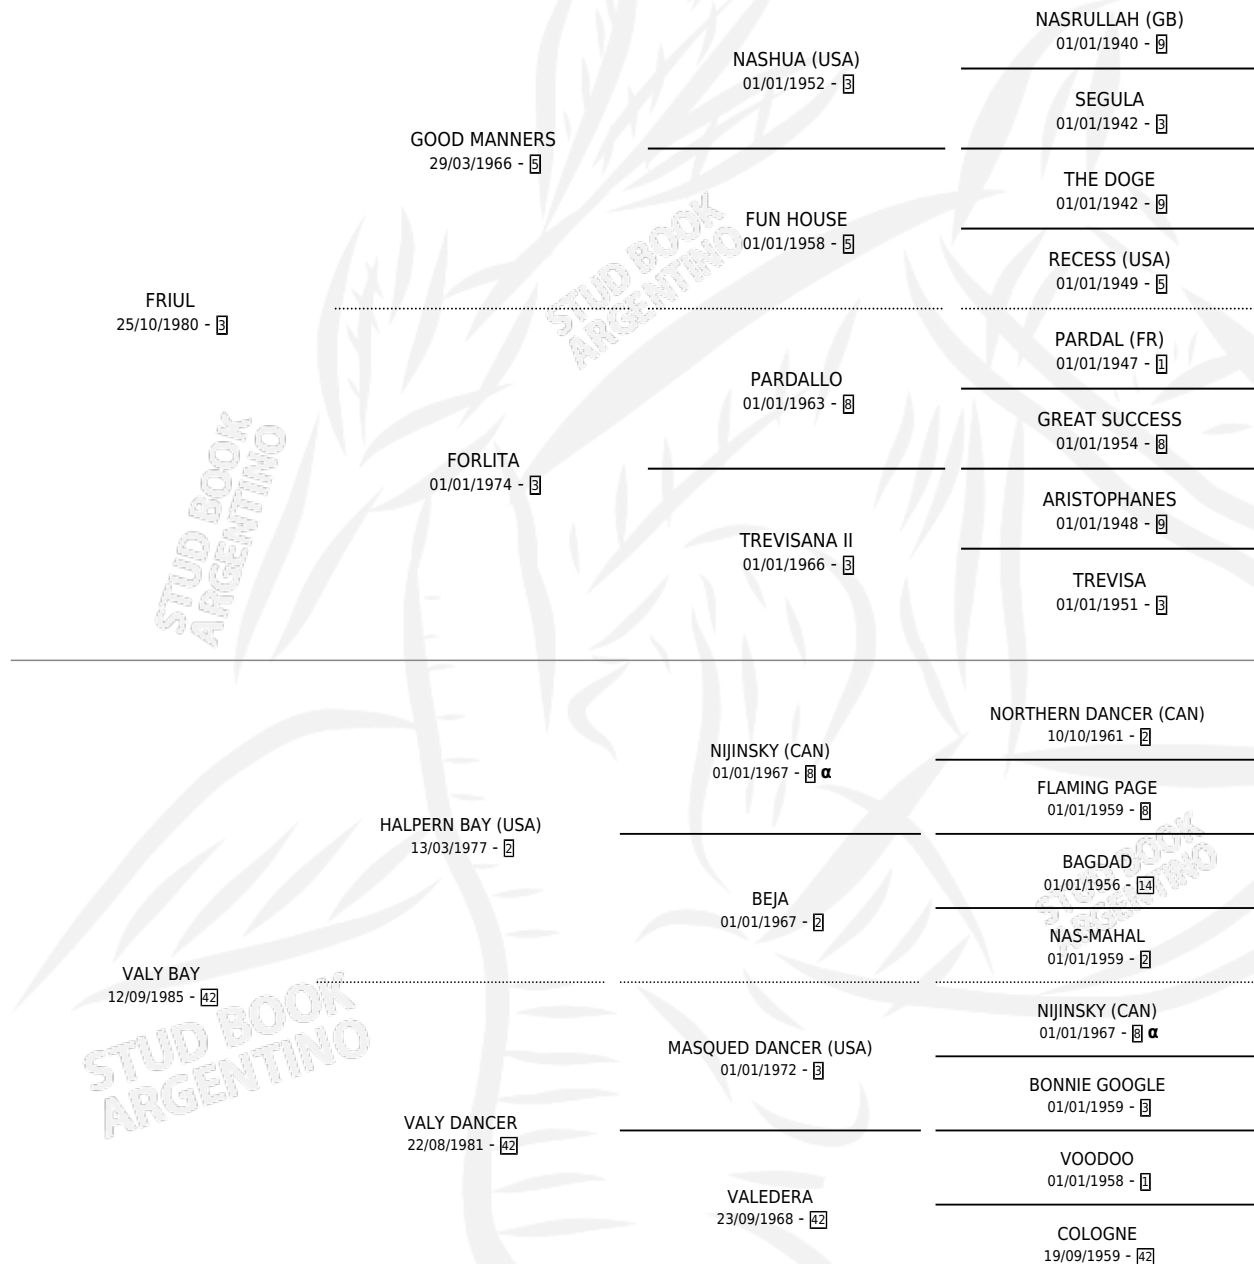 NASRULLAH (GB)
01/01/1940 - 9
NASHUA (USA)
01/01/1952 - 3
SEGULA
01/01/1942 - 3
GOOD MANNERS
29/03/1966 - 5
THE DOGE
01/01/1942 - 9
FUN HOUSE
01/01/1958 - 5
RECESS (USA)
01/01/1949 - 5
FRIUL
25/10/1980 - 3
PARDAL (FR)
01/01/1947 - 1
PARDALLO
01/01/1963 - 8
GREAT SUCCESS
01/01/1954 - 8
FORLITA
01/01/1974 - 3
ARISTOPHANES
01/01/1948 - 9
TREVISANA II
01/01/1966 - 3
TREVISA
01/01/1951 - 3
NORTHERN DANCER (CAN)
10/10/1961 - 2
NIJINSKY (CAN)
01/01/1967 - 8 α
FLAMING PAGE
01/01/1959 - 8
HALPERN BAY (USA)
13/03/1977 - 2
BAGDAD
01/01/1956 - 14
BEJA
01/01/1967 - 2
NAS-MAHAL
01/01/1959 - 2
VALY BAY
12/09/1985 - 42
NIJINSKY (CAN)
01/01/1967 - 8 α
MASQUED DANCER (USA)
01/01/1972 - 3
BONNIE GOOGLE
01/01/1959 - 3
VALY DANCER
22/08/1981 - 42
VOODOO
01/01/1958 - 1
VALEDERA
23/09/1968 - 42
COLOGNE
19/09/1959 - 42
STUD BOOK
ARGENTINO
STUD BOOK
ARGENTINO
STUD BOOK
ARGENTINO
STUD BOOK
ARGENTINO